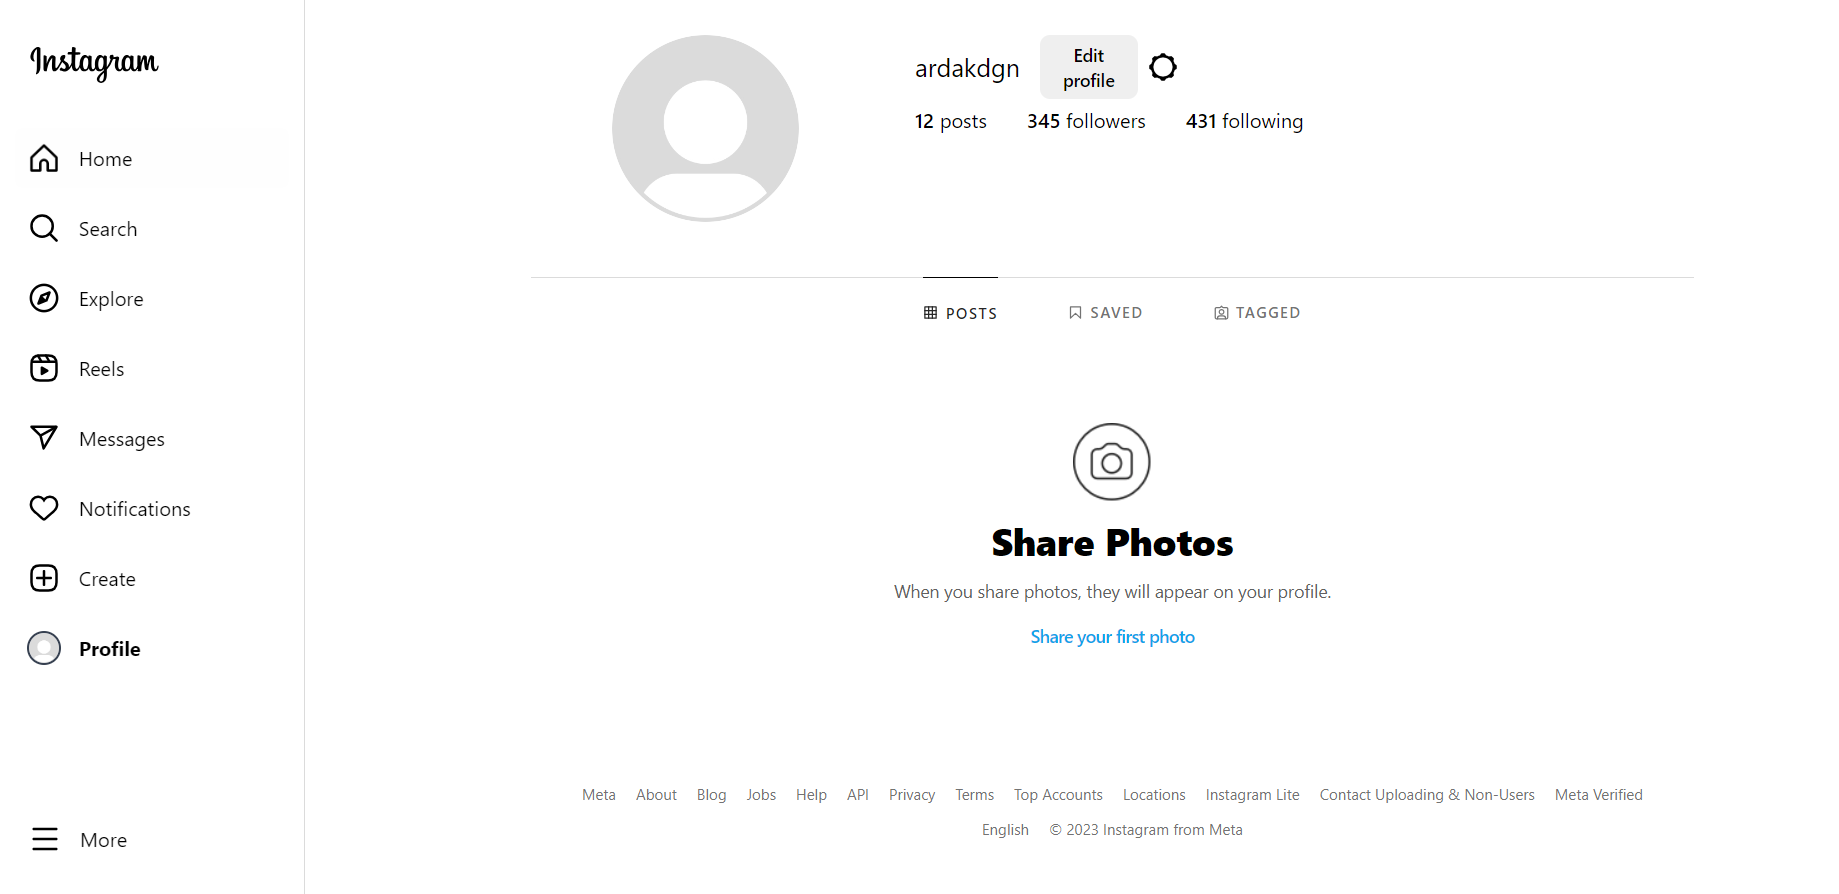 Instagram
Home
Search
Explore
Reels
Messages
Notifications
Create
Profile
More
ardakdgn
Edit
profile
12 posts 345 followers 431 following
POSTS SAVED TAGGED
Share Photos
When you share photos, they will appear on your profile.
Share your first photo
Meta About Blog Jobs Help API Privacy Terms Top Accounts Locations Instagram Lite Contact Uploading & Non-Users Meta Verified
English © 2023 Instagram from Meta